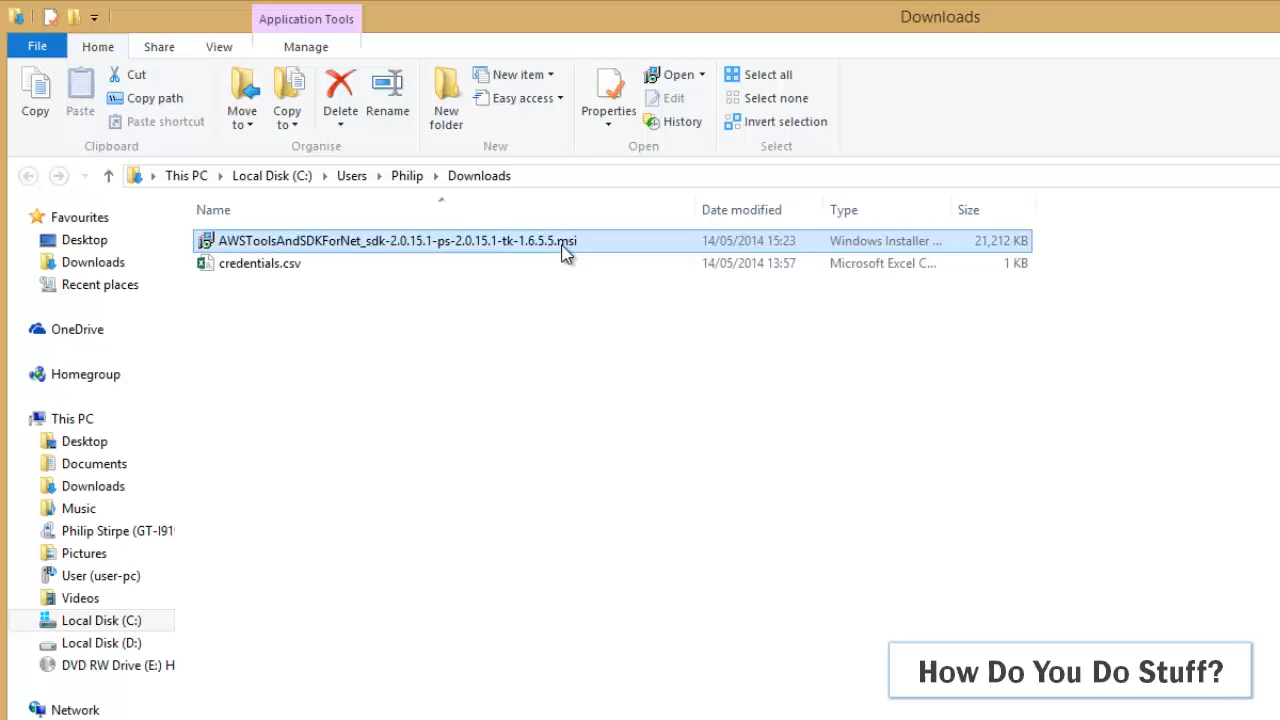 Application Tools
Downloads
File
Home
Share
View
Manage
Copy
Paste
Cut
Copy path
Paste shortcut
Clipboard
Move to
Copy to
Delete
Rename
Organise
New folder
New item
Easy access
New
Properties
Open
Edit
History
Open
Select all
Select none
Invert selection
Select
This PC
Local Disk (C:)
Users
Philip
Downloads
Name
Date modified
Type
Size
AWSToolsAndSDKForNet_sdk-2.0.15.1-ps-2.0.15.1-tk-1.6.5.5.msi
14/05/2014 15:23
Windows Installer ...
21,212 KB
credentials.csv
14/05/2014 13:57
Microsoft Excel C...
1 KB
Favourites
Desktop
Downloads
Recent places
OneDrive
Homegroup
This PC
Desktop
Documents
Downloads
Music
Philip Stirpe (GT-I919
Pictures
User (user-pc)
Videos
Local Disk (C:)
Local Disk (D:)
DVD RW Drive (E:) H
Network
How Do You Do Stuff?